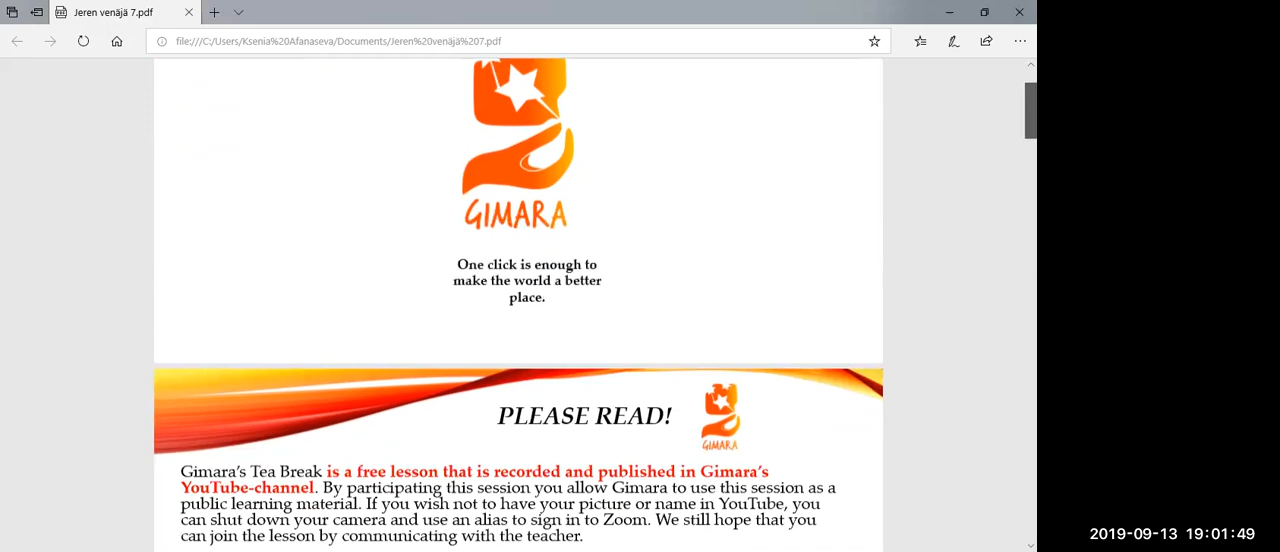 Jeren venäjä 7.pdf
file:///C:/Users/Ksenia%20Afanaseva/Documents/Jeren%20venäjä%207.pdf
GIMARA
One click is enough to
make the world a better
place.
PLEASE READ!
GIMARA
Gimara's Tea Break is a free lesson that is recorded and published in Gimara's
YouTube-channel. By participating this session you allow Gimara to use this session as a
public learning material. If you wish not to have your picture or name in YouTube, you
can shut down your camera and use an alias to sign in to Zoom. We still hope that you
can join the lesson by communicating with the teacher.
2019-09-13 19:01:49